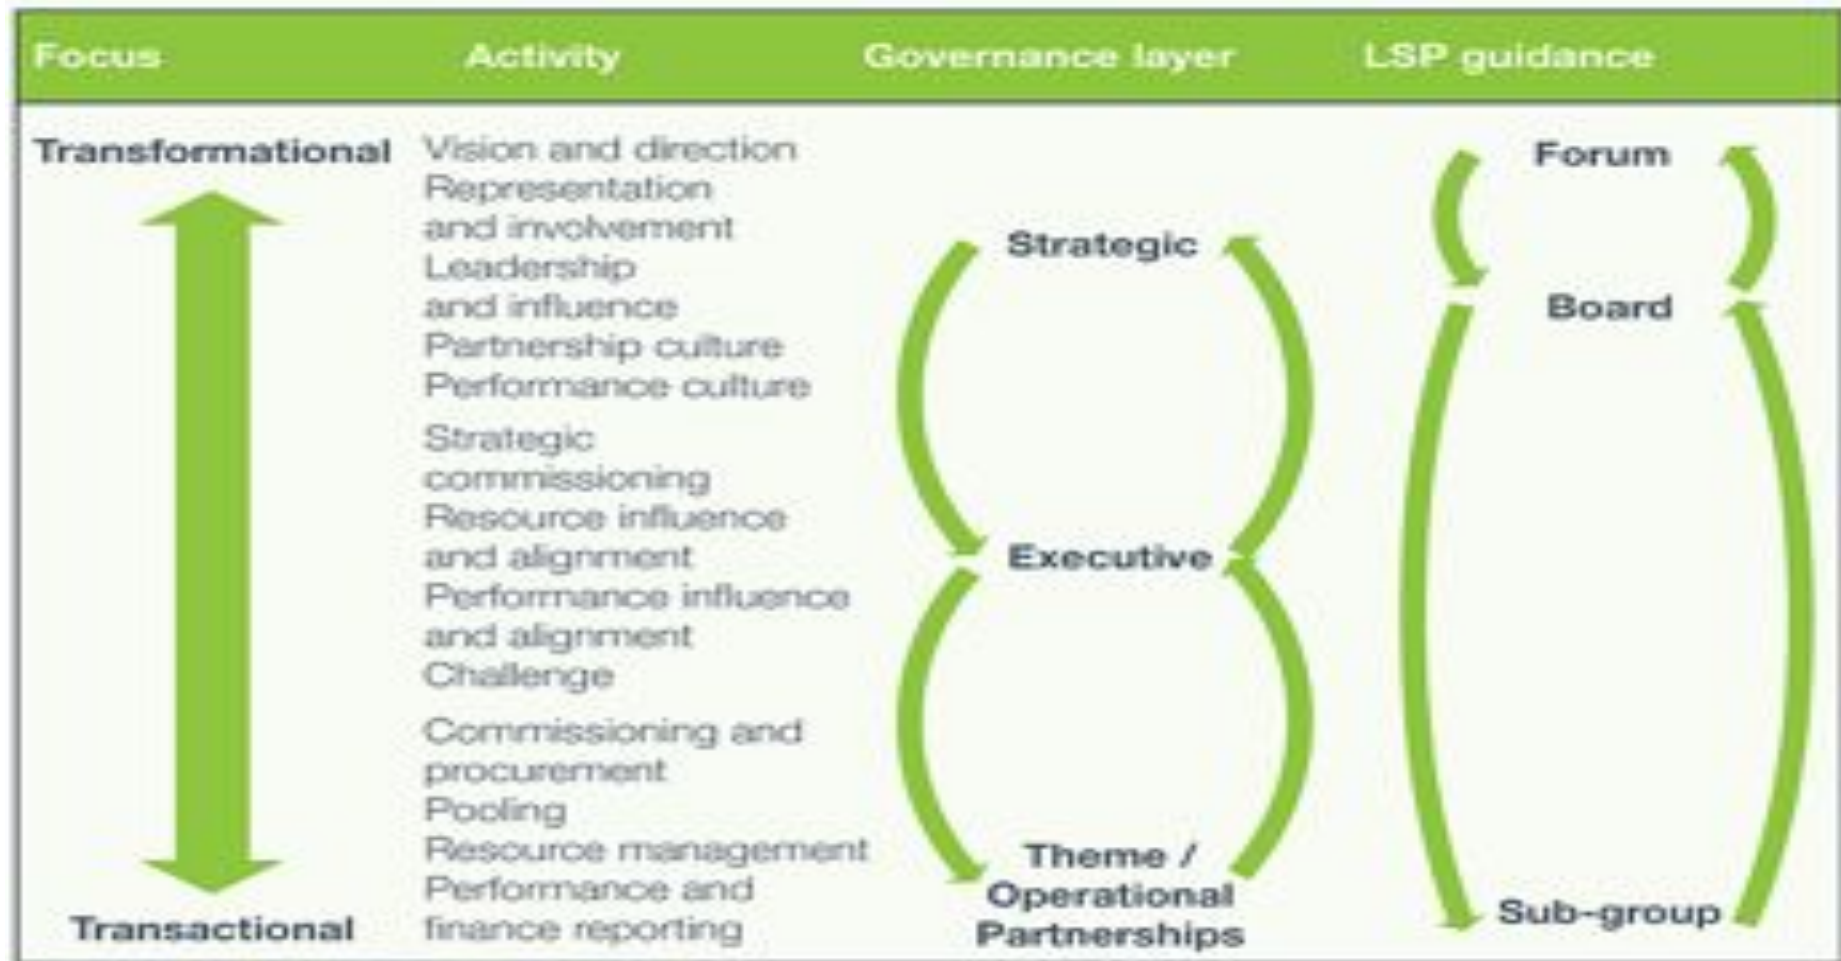 Focus Activity Governance layer LSP guidance
Transformational
Transactional
Vision and direction
Representation
and involvement
Leadership
and influence
Partnership culture
Performance culture
Strategic
commissioning
Resource influence
and alignment
Performance influence
and alignment
Challenge
Commissioning and
procurement
Pooling
Resource management
Performance and
finance reporting
Strategic
Executive
Theme /
Operational
Partnerships
Forum
Board
Sub-group